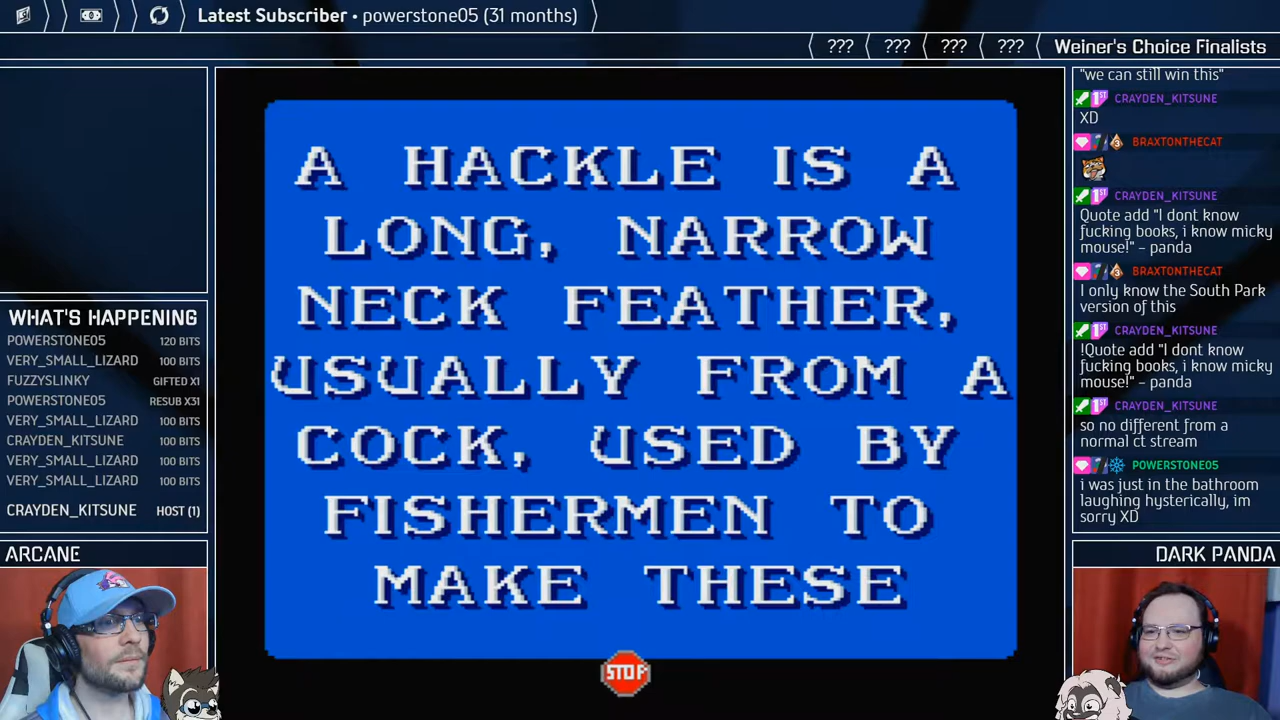 Latest Subscriber • powerstone05 (31 months)
??? ??? ??? ??? Weiner's Choice Finalists
A HACKLE IS A
LONG, NARROW
NECK FEATHER,
USUALLY FROM A
COCK, USED BY
FISHERMEN TO
MAKE THESE
STOP
WHAT'S HAPPENING
POWERSTONE05 120 BITS
VERY_SMALL_LIZARD 100 BITS
FUZZYSLINKY GIFTED X1
POWERSTONE05 RESUB X31
VERY_SMALL_LIZARD 100 BITS
CRAYDEN_KITSUNE 100 BITS
VERY_SMALL_LIZARD 100 BITS
VERY_SMALL_LIZARD 100 BITS
CRAYDEN_KITSUNE HOST (1)
ARCANE
"we can still win this"
1ST CRAYDEN_KITSUNE
XD
3 BRAXTONTHECAT
1ST CRAYDEN_KITSUNE
Quote add "I dont know
fucking books, i know micky
mouse!" - panda
3 BRAXTONTHECAT
I only know the South Park
version of this
1ST CRAYDEN_KITSUNE
!Quote add "I dont know
fucking books, i know micky
mouse!" - panda
1ST CRAYDEN_KITSUNE
so no different from a
normal ct stream
POWERSTONE05
i was just in the bathroom
laughing hysterically, im
sorry XD
DARK PANDA